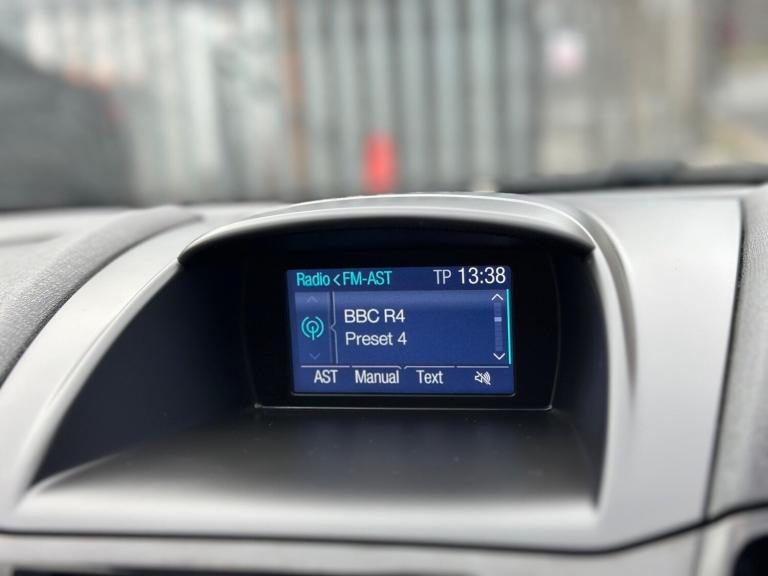 Radio < FM-AST TP 13:38
BBC R4
Preset 4
AST Manual Text